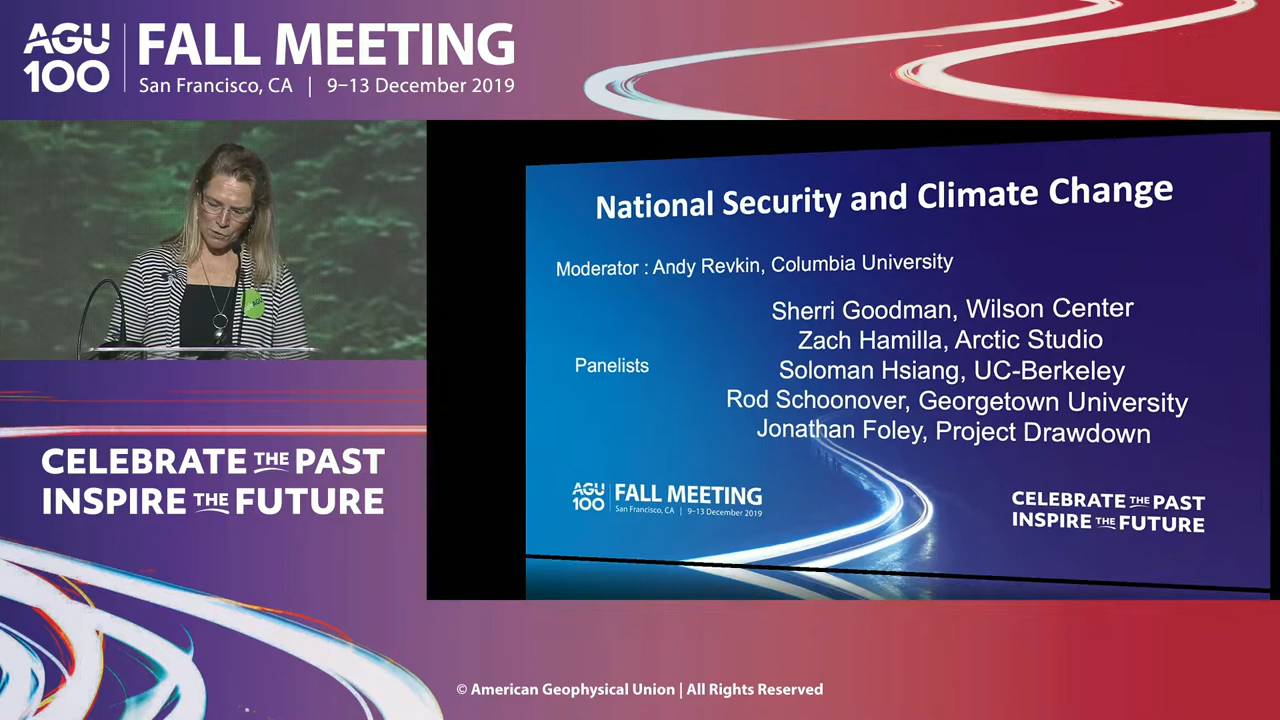 AGU
100
FALL MEETING
San Francisco, CA | 9–13 December 2019
National Security and Climate Change
Moderator : Andy Revkin, Columbia University
Panelists
Sherri Goodman, Wilson Center
Zach Hamilla, Arctic Studio
Soloman Hsiang, UC-Berkeley
Rod Schoonover, Georgetown University
Jonathan Foley, Project Drawdown
AGU
100
FALL MEETING
San Francisco, CA | 9–13 December 2019
CELEBRATE THE PAST
INSPIRE THE FUTURE
CELEBRATE THE PAST
INSPIRE THE FUTURE
© American Geophysical Union | All Rights Reserved